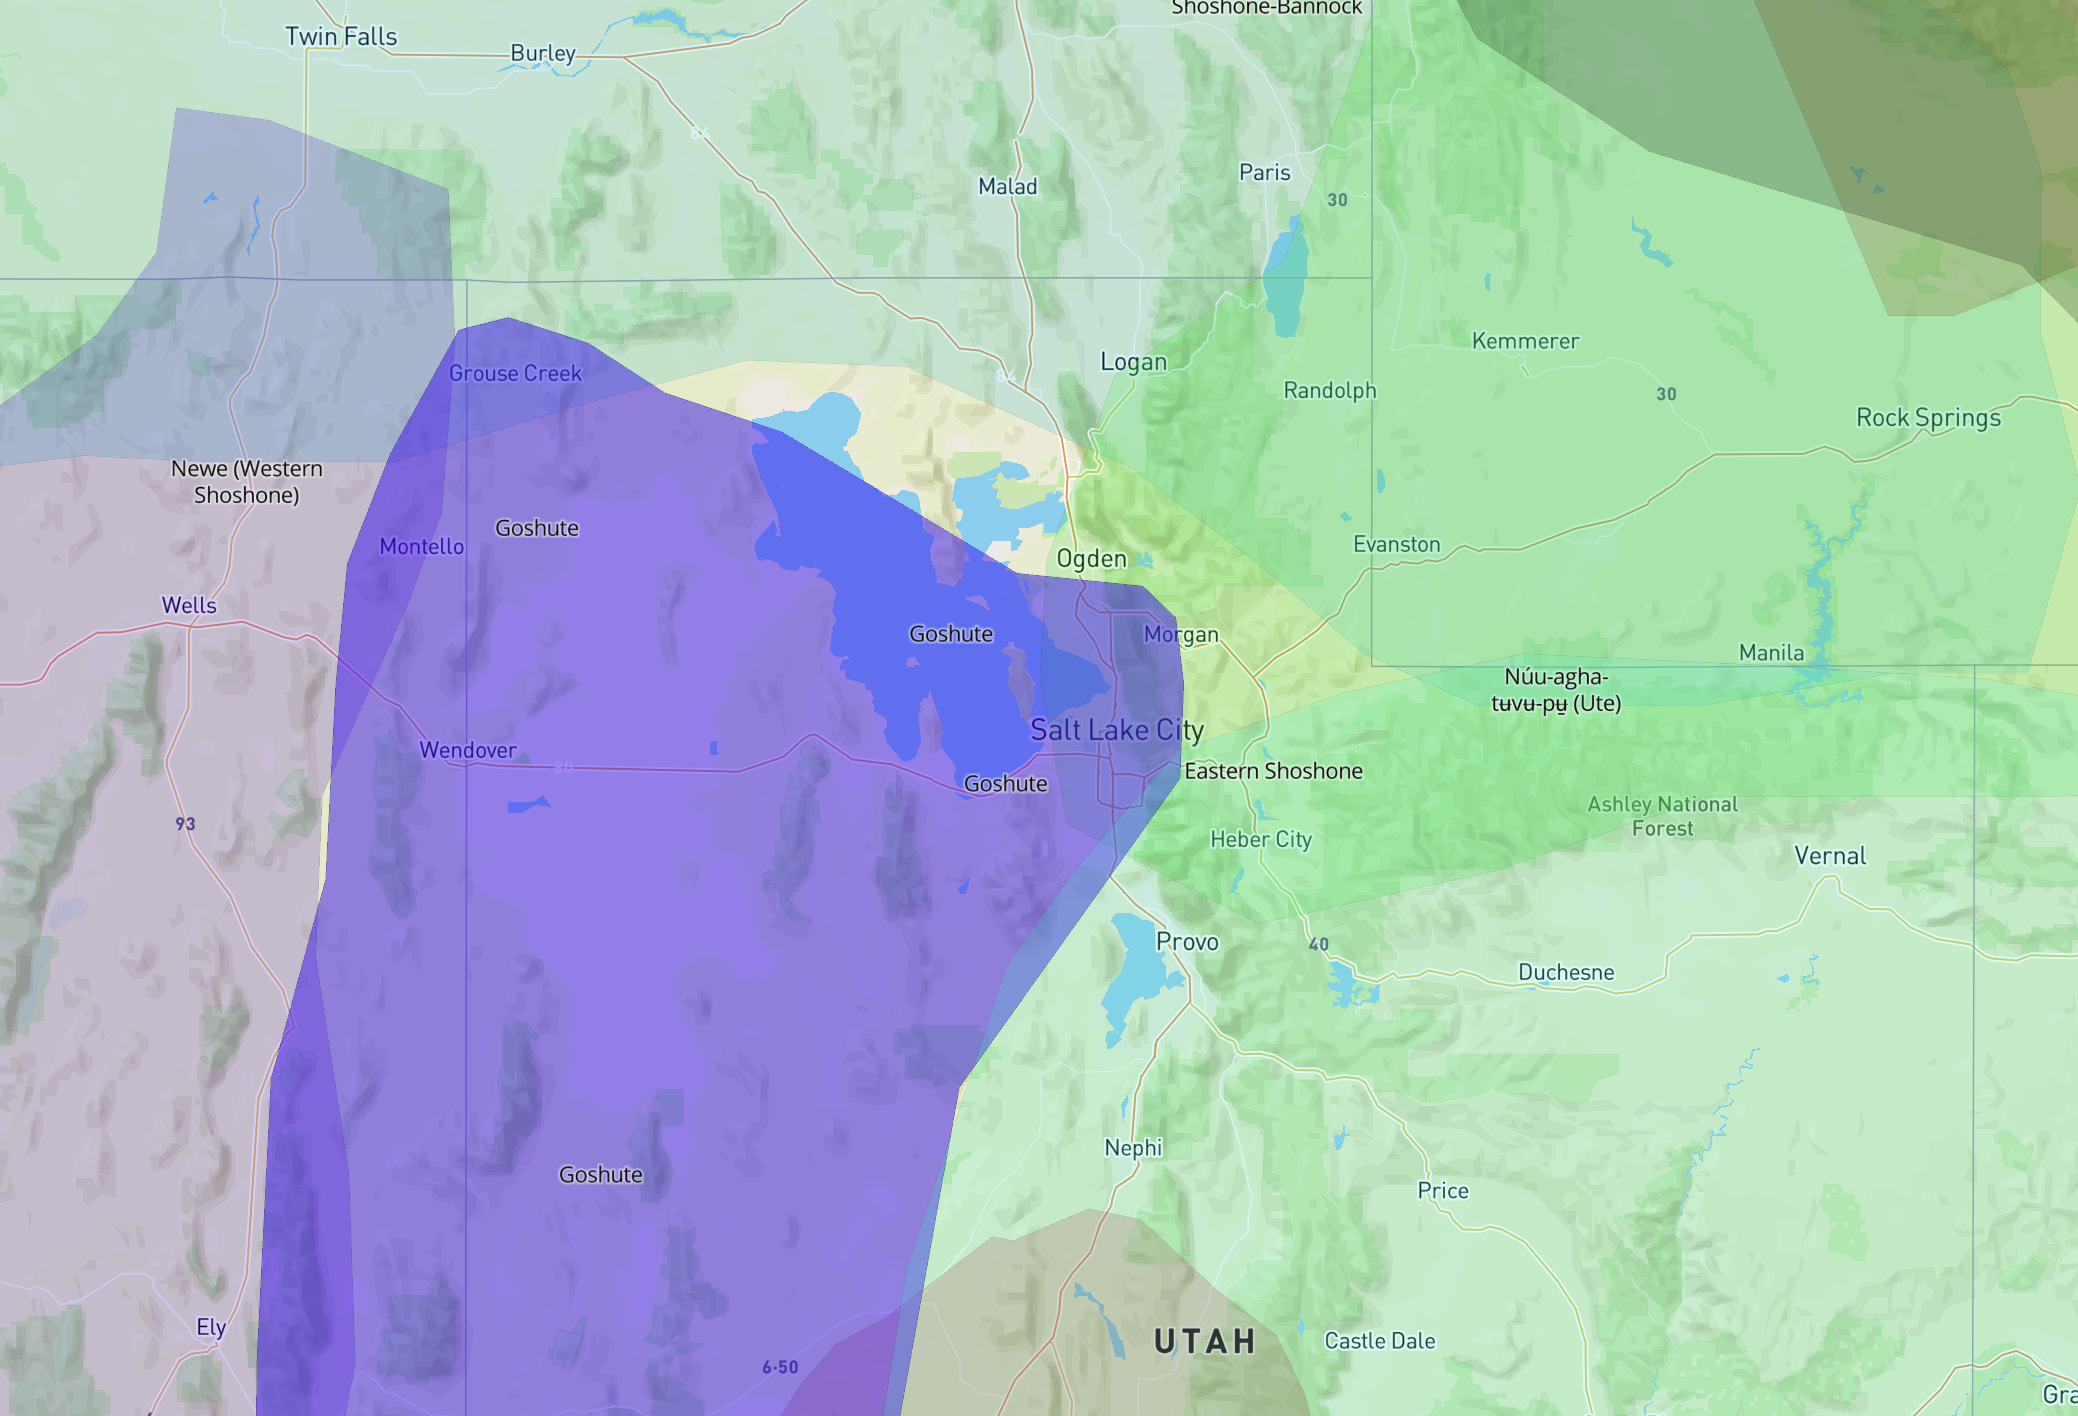 Shoshone-Bannock
Twin Falls
Burley
84
Malad
Paris
30
Kemmerer
Logan
Grouse Creek
84
Randolph
30
Rock Springs
Newe (Western
Shoshone)
Goshute
Montello
Ogden
Evanston
Wells
Goshute
Morgan
Manila
Núu-agha-
tʉvʉ-pʉ̱ (Ute)
Salt Lake City
Wendover
80
Goshute
Eastern Shoshone
Ashley National
Forest
93
Heber City
Vernal
Provo
40
Duchesne
Nephi
Goshute
Price
Ely
UTAH
Castle Dale
6-50
Gra